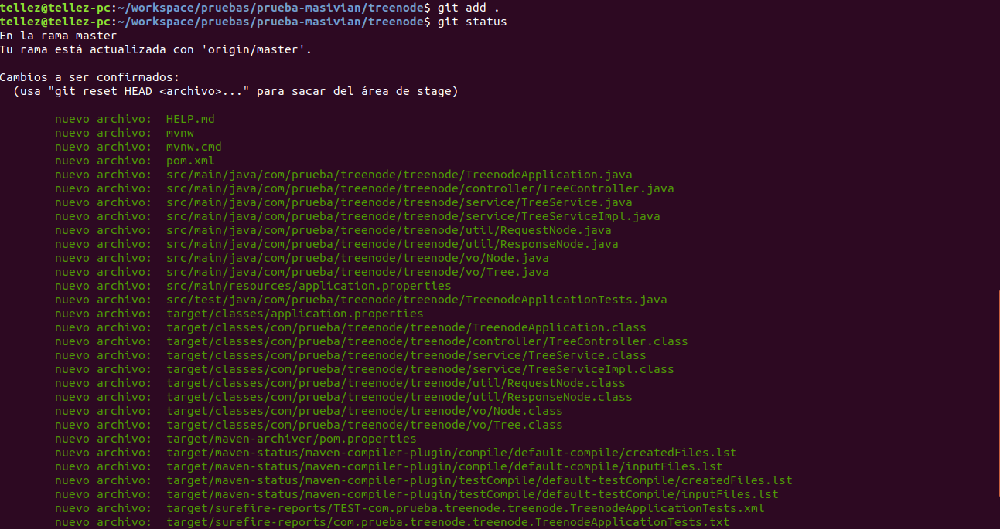 tellez@tellez-pc:~/workspace/pruebas/prueba-masivian/treenode$ git add .
tellez@tellez-pc:~/workspace/pruebas/prueba-masivian/treenode$ git status
En la rama master
Tu rama está actualizada con 'origin/master'.
Cambios a ser confirmados:
(usa "git reset HEAD <archivo>..." para sacar del área de stage)
nuevo archivo: HELP.md
nuevo archivo: mvnw
nuevo archivo: mvnw.cmd
nuevo archivo: pom.xml
nuevo archivo: src/main/java/com/prueba/treenode/treenode/TreenodeApplication.java
nuevo archivo: src/main/java/com/prueba/treenode/treenode/controller/TreeController.java
nuevo archivo: src/main/java/com/prueba/treenode/treenode/service/TreeService.java
nuevo archivo: src/main/java/com/prueba/treenode/treenode/service/TreeServiceImpl.java
nuevo archivo: src/main/java/com/prueba/treenode/treenode/util/RequestNode.java
nuevo archivo: src/main/java/com/prueba/treenode/treenode/util/ResponseNode.java
nuevo archivo: src/main/java/com/prueba/treenode/treenode/vo/Node.java
nuevo archivo: src/main/java/com/prueba/treenode/treenode/vo/Tree.java
nuevo archivo: src/main/resources/application.properties
nuevo archivo: src/test/java/com/prueba/treenode/treenode/TreenodeApplicationTests.java
nuevo archivo: target/classes/application.properties
nuevo archivo: target/classes/com/prueba/treenode/treenode/TreenodeApplication.class
nuevo archivo: target/classes/com/prueba/treenode/treenode/controller/TreeController.class
nuevo archivo: target/classes/com/prueba/treenode/treenode/service/TreeService.class
nuevo archivo: target/classes/com/prueba/treenode/treenode/service/TreeServiceImpl.class
nuevo archivo: target/classes/com/prueba/treenode/treenode/util/RequestNode.class
nuevo archivo: target/classes/com/prueba/treenode/treenode/util/ResponseNode.class
nuevo archivo: target/classes/com/prueba/treenode/treenode/vo/Node.class
nuevo archivo: target/classes/com/prueba/treenode/treenode/vo/Tree.class
nuevo archivo: target/maven-archiver/pom.properties
nuevo archivo: target/maven-status/maven-compiler-plugin/compile/default-compile/createdFiles.lst
nuevo archivo: target/maven-status/maven-compiler-plugin/compile/default-compile/inputFiles.lst
nuevo archivo: target/maven-status/maven-compiler-plugin/testCompile/default-testCompile/createdFiles.lst
nuevo archivo: target/maven-status/maven-compiler-plugin/testCompile/default-testCompile/inputFiles.lst
nuevo archivo: target/surefire-reports/TEST-com.prueba.treenode.treenode.TreenodeApplicationTests.xml
nuevo archivo: target/surefire-reports/com.prueba.treenode.treenode.TreenodeApplicationTests.txt